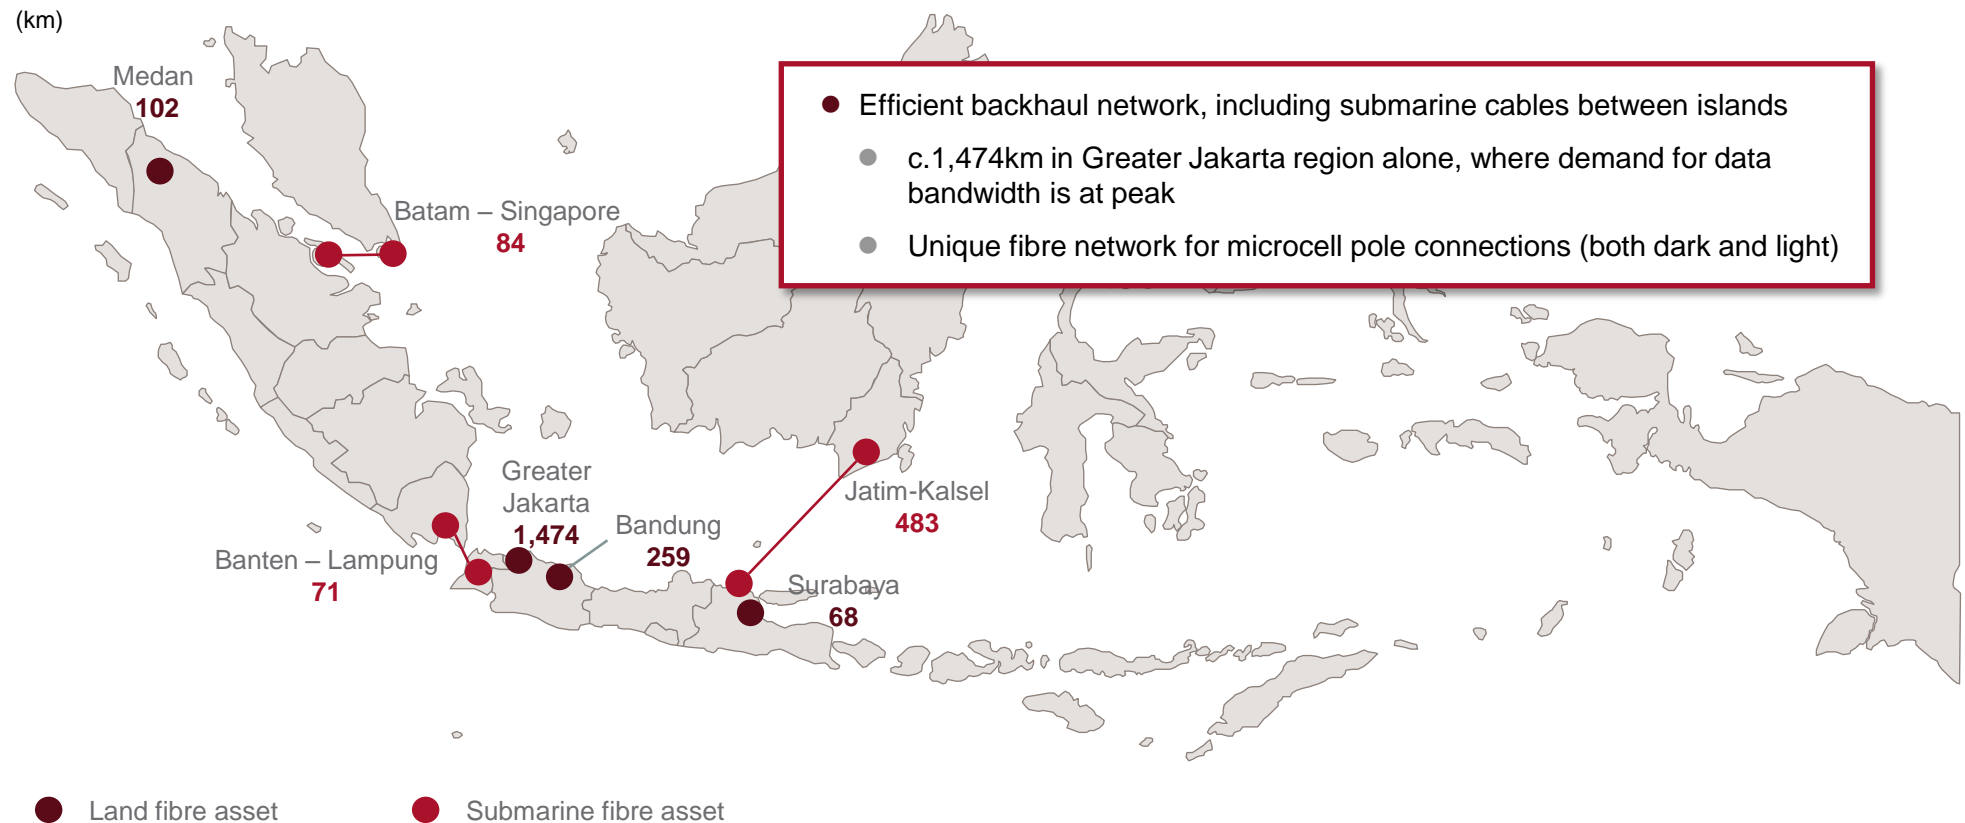 (km)
Medan
102
Batam – Singapore
84
Efficient backhaul network, including submarine cables between islands
c.1,474km in Greater Jakarta region alone, where demand for data
bandwidth is at peak
Unique fibre network for microcell pole connections (both dark and light)
Greater
Jakarta
1,474
Bandung
259
Jatim-Kalsel
483
Banten – Lampung
71
Surabaya
68
Land fibre asset
Submarine fibre asset